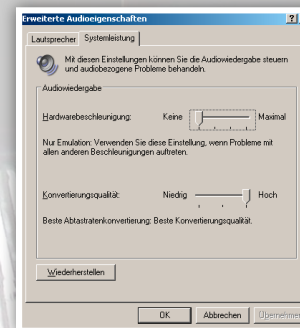 Erweiterte Audioeigenschaften
Lautsprecher Systemleistung
Mit diesen Einstellungen können Sie die Audiowiedergabe steuern
und audiobezogene Probleme behandeln.
Audiowiedergabe
Hardwarebeschleunigung: Keine Maximal
Nur Emulation: Verwenden Sie diese Einstellung, wenn Probleme mit
allen anderen Beschleunigungen auftreten.
Konvertierungsqualität: Niedrig Hoch
Beste Abtastratenkonvertierung: Beste Konvertierungsqualität.
Wiederherstellen
OK Abbrechen Übernehmen